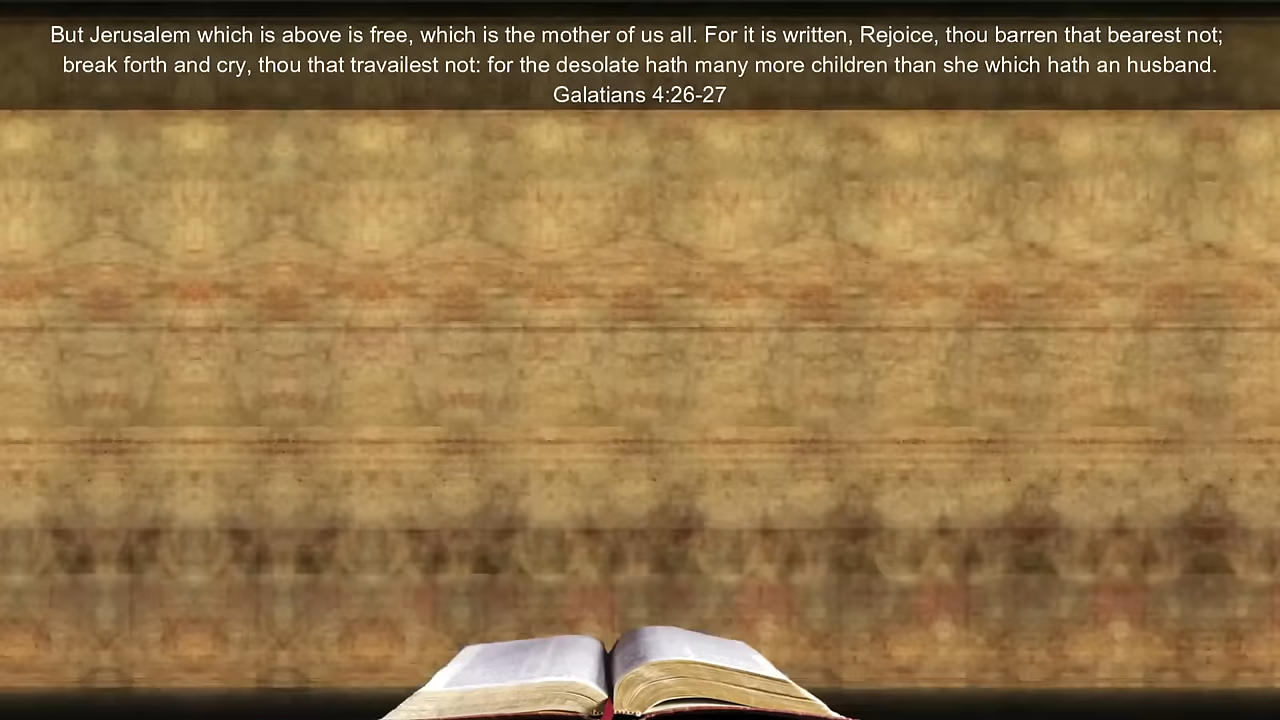 But Jerusalem which is above is free, which is the mother of us all. For it is written, Rejoice, thou barren that bearest not;
break forth and cry, thou that travailest not: for the desolate hath many more children than she which hath an husband.
Galatians 4:26-27